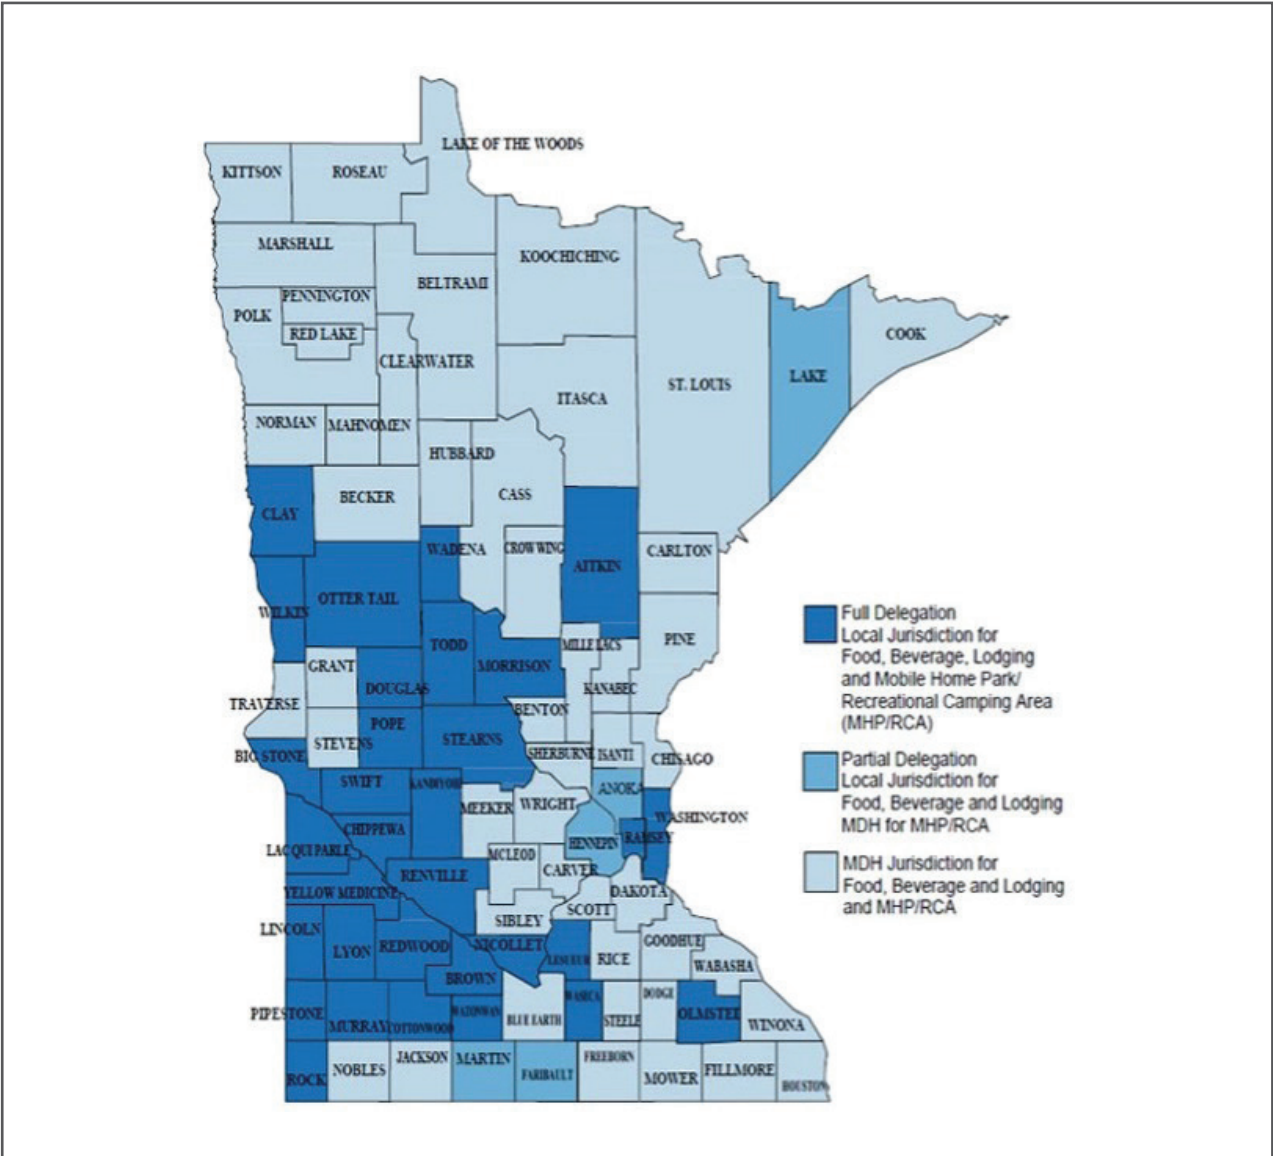 LAKE OF THE WOODS
KITTSON
ROSEAU
MARSHALL
KOOCHICHING
BELTRAMI
PENNINGTON
POLK
RED LAKE
COOK
CLEARWATER
LAKE
ST. LOUIS
ITASCA
NORMAN
MAHNOMEN
HUBBARD
BECKER
CASS
CLAY
WADENA
CROW WING
CARLTON
AITKIN
OTTER TAIL
WILKIN
TODD
MILLE LACS
PINE
GRANT
MORRISON
DOUGLAS
KANABEC
TRAVERSE
BENTON
POPE
STEVENS
STEARNS
BIG STONE
SHERBURNE
ISANTI
CHISAGO
SWIFT
KANDIYOHI
ANOKA
MEEKER
WRIGHT
WASHINGTON
CHIPPEWA
HENNEPIN
RAMSEY
LACQUI PARLE
MCLEOD
CARVER
RENVILLE
YELLOW MEDICINE
DAKOTA
SCOTT
SIBLEY
LINCOLN
LYON
REDWOOD
NICOLLET
LESUEUR
RICE
GOODHUE
WABASHA
BROWN
WASECA
DODGE
PIPESTONE
MURRAY
COTTONWOOD
WATONWAN
BLUE EARTH
STEELE
OLMSTED
WINONA
ROCK
NOBLES
JACKSON
MARTIN
FARIBAULT
FREEBORN
MOWER
FILLMORE
HOUSTON
Full Delegation
Local Jurisdiction for
Food, Beverage, Lodging
and Mobile Home Park/
Recreational Camping Area
(MHP/RCA)
Partial Delegation
Local Jurisdiction for
Food, Beverage and Lodging
MDH for MHP/RCA
MDH Jurisdiction for
Food, Beverage and Lodging
and MHP/RCA